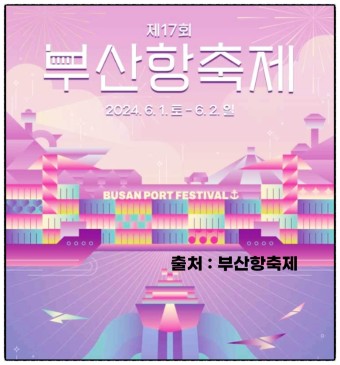 제17회
부산항축제
2024. 6. 1. 토 - 6. 2. 일
BUSAN PORT FESTIVAL
출처 : 부산항축제